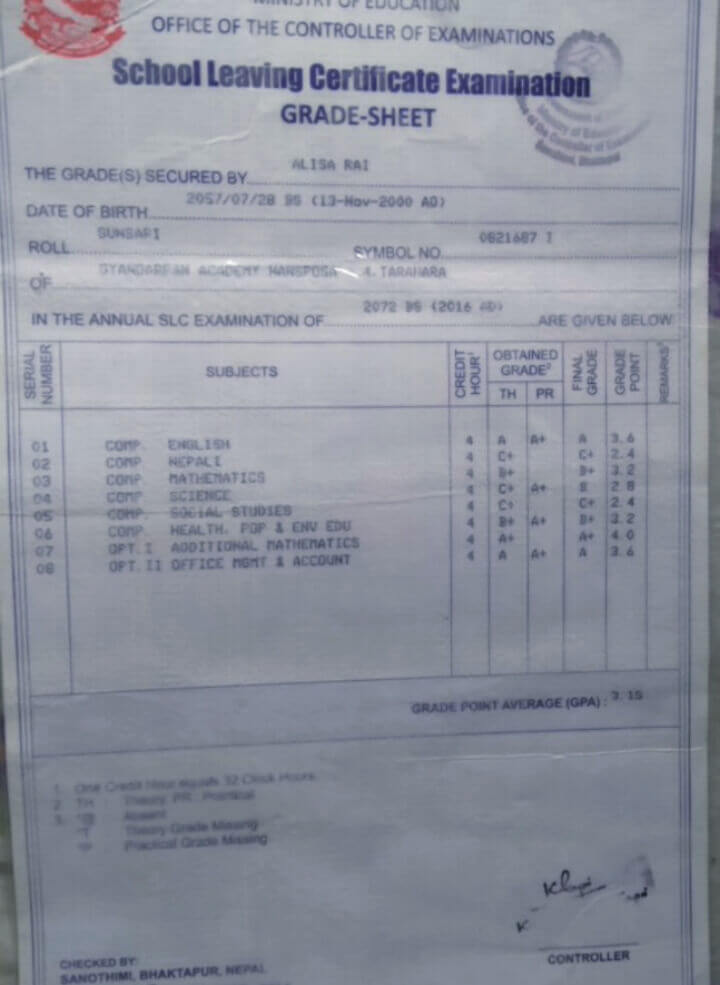 MINISTRY OF EDUCATION
OFFICE OF THE CONTROLLER OF EXAMINATIONS
School Leaving Certificate Examination
GRADE-SHEET
THE GRADE(S) SECURED BY ALISA RAI
DATE OF BIRTH 2057/07/28 BS (13-Nov-2000 AD)
ROLL SUNSARI SYMBOL NO 0821687 I
OF ACADEMY TARAHARA
IN THE ANNUAL SLC EXAMINATION OF 2072 BS (2016 AD) ARE GIVEN BELOW
SERIAL NUMBER SUBJECTS CREDIT HOUR¹ OBTAINED GRADE² TH PR FINAL GRADE GRADE POINT REMARKS³
01 COMP. ENGLISH 4 A A+ A 3.6
02 COMP. NEPALI 4 C+ C+ 2.4
03 COMP. MATHEMATICS 4 B+ B+ 3.2
04 COMP. SCIENCE 4 C+ A+ B 2.8
05 COMP. SOCIAL STUDIES 4 C+ C+ 2.4
06 COMP. HEALTH, POP & ENV EDU 4 B+ A+ B+ 3.2
07 OPT.I ADDITIONAL MATHEMATICS 4 A+ A+ 4.0
08 OPT.II OFFICE MGMT & ACCOUNT 4 A A+ A 3.6
GRADE POINT AVERAGE (GPA) : 3.15
1. One Credit Hour equals 32 Clock Hours.
2. TH Theory, PR : Practical
3. Absent
*T Theory Grade Missing
*P Practical Grade Missing
CONTROLLER
CHECKED BY:
SANOTHIMI, BHAKTAPUR, NEPAL